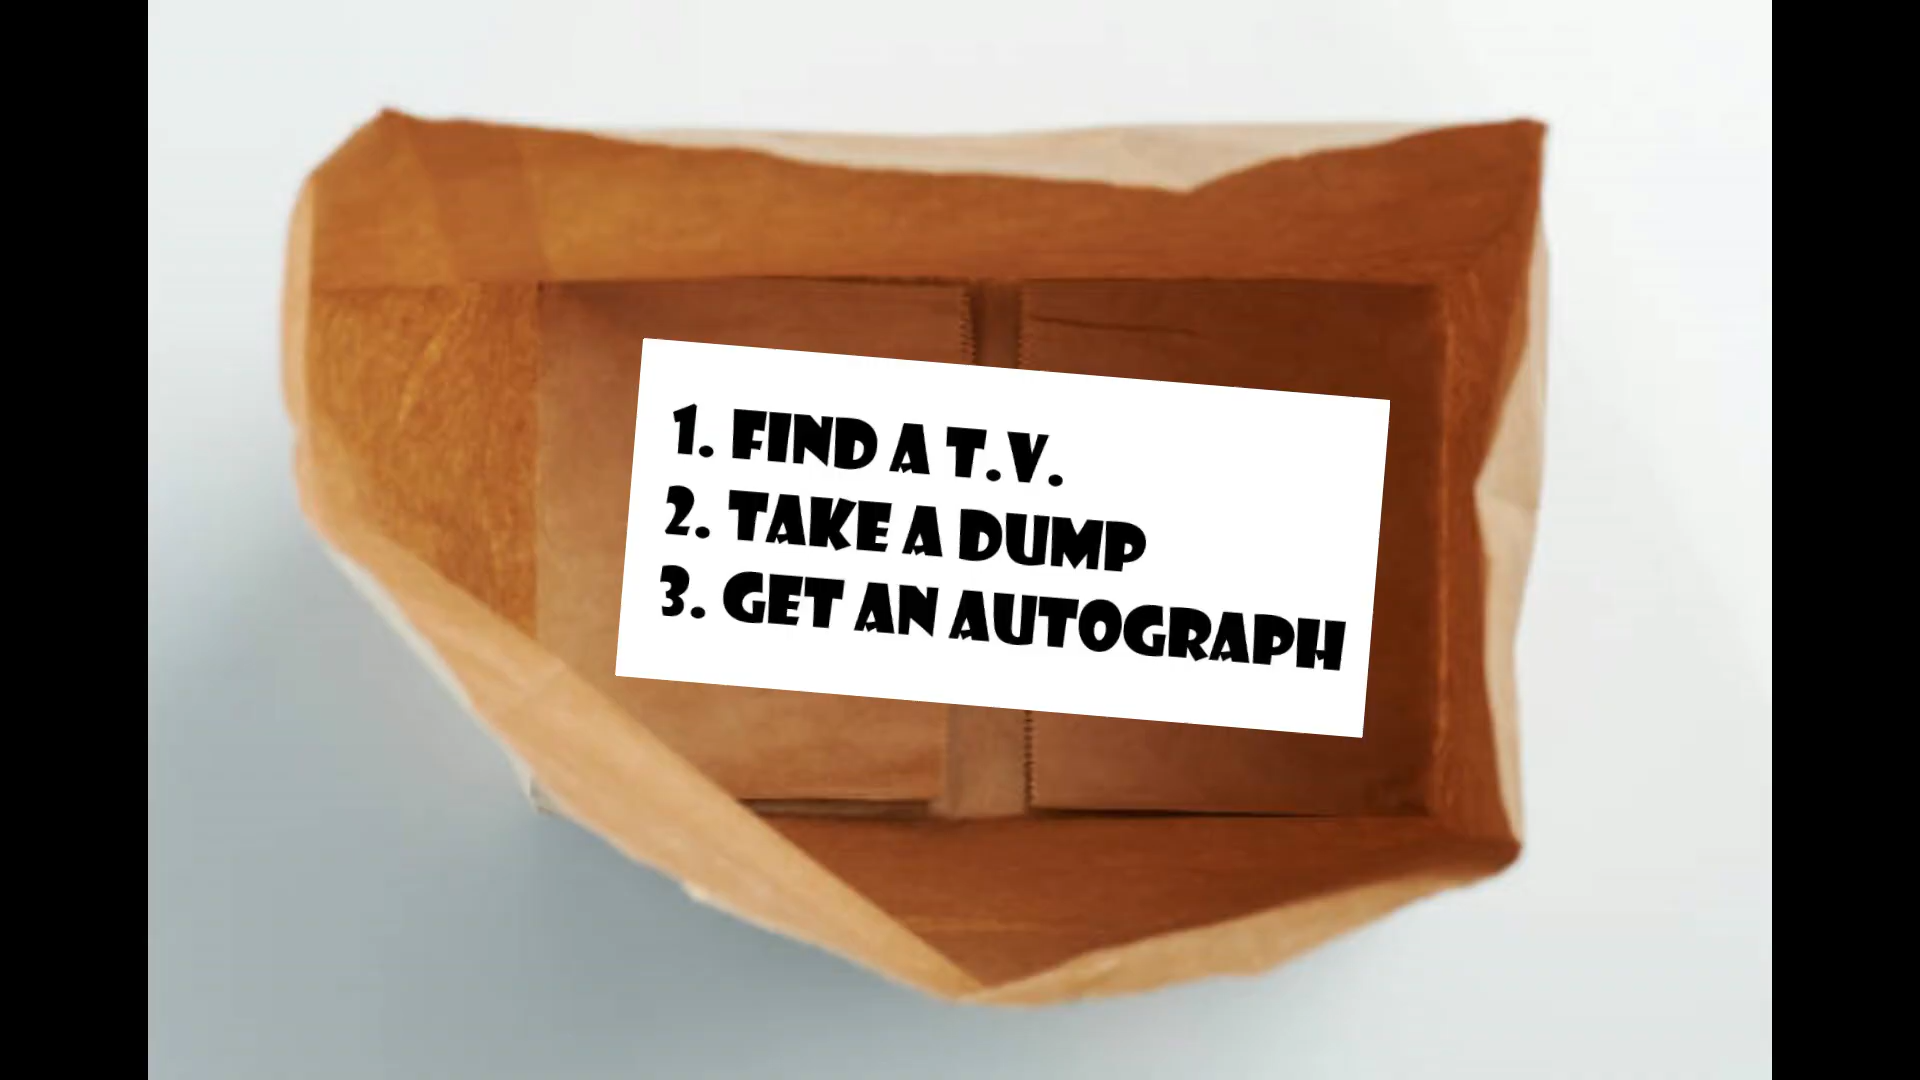 1. FIND A T.V.
2. TAKE A DUMP
3. GET AN AUTOGRAPH